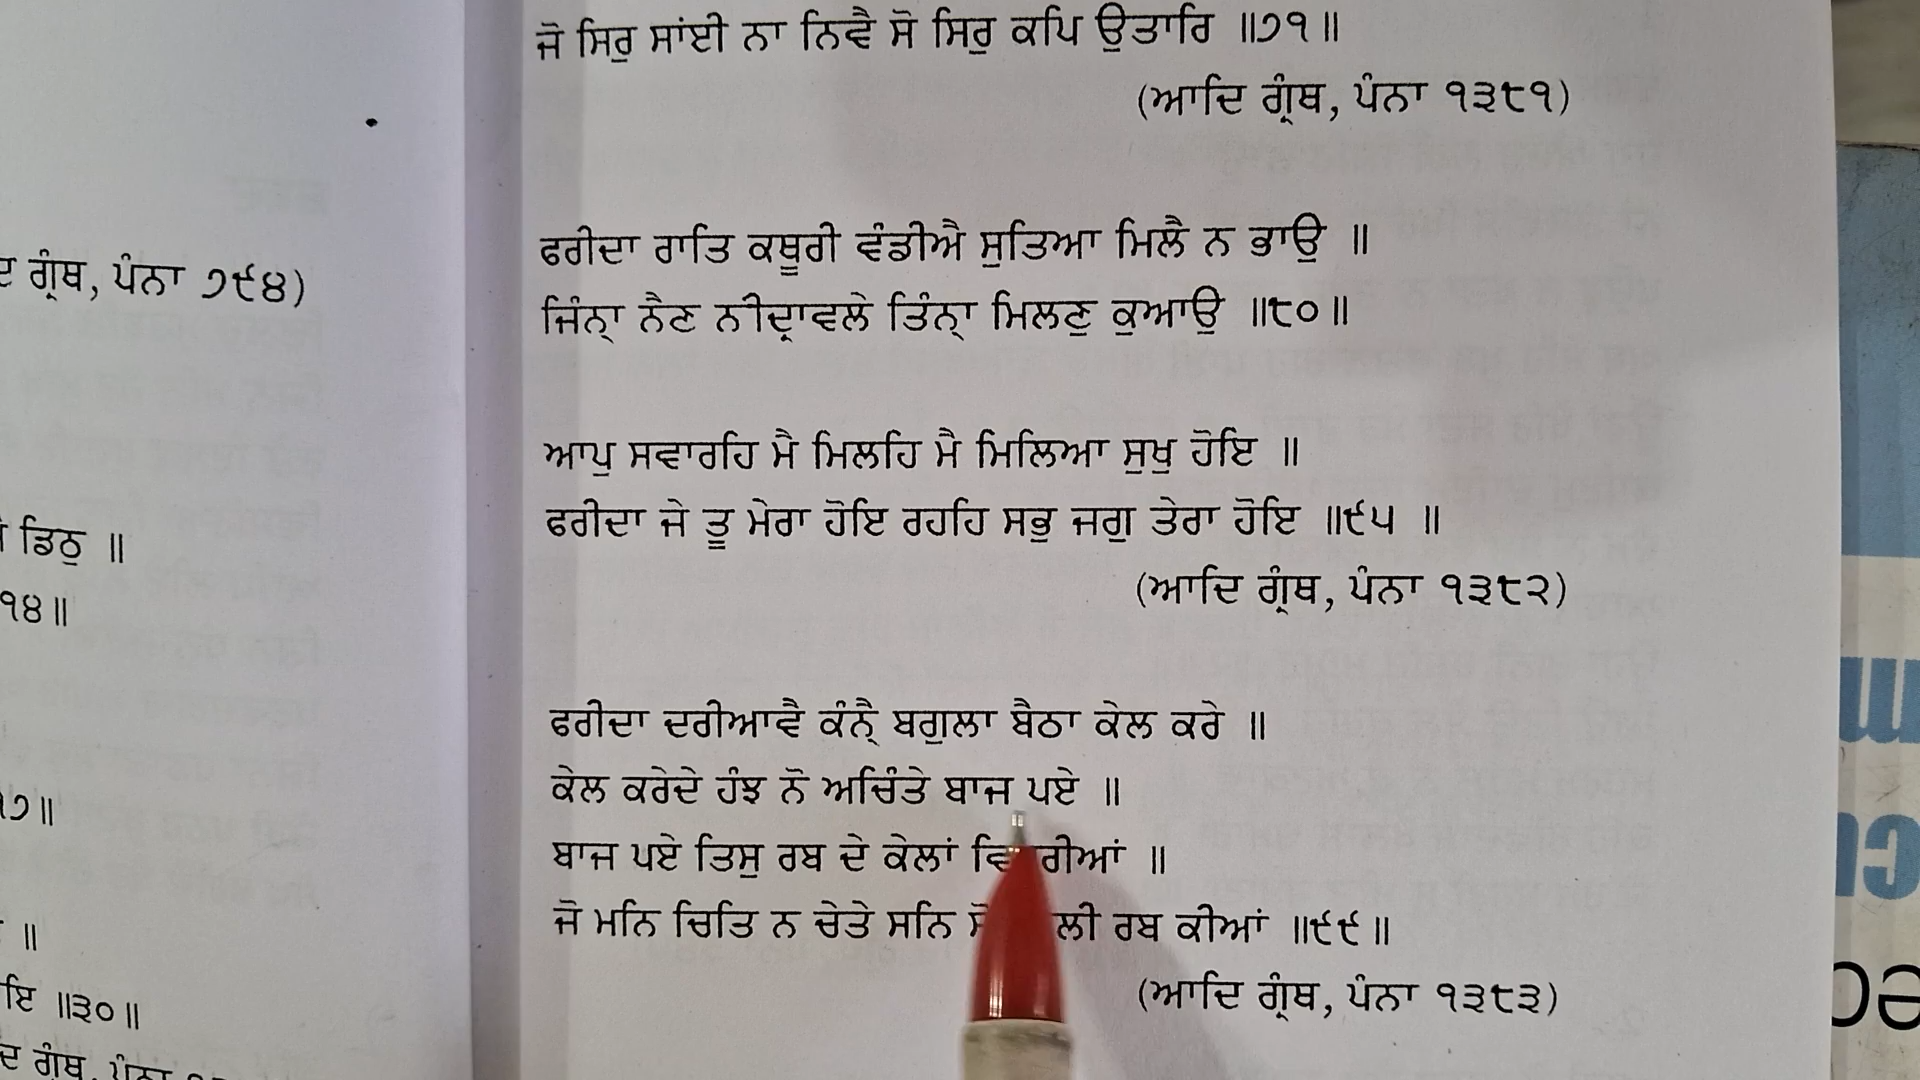 ਜੋ ਸਿਰੁ ਸਾਂਈ ਨਾ ਨਿਵੈ ਸੋ ਸਿਰੁ ਕਪਿ ਉਤਾਰਿ ॥੭੧॥
(ਆਦਿ ਗ੍ਰੰਥ, ਪੰਨਾ ੧੩੮੧)
ਫਰੀਦਾ ਰਾਤਿ ਕਥੂਰੀ ਵੰਡੀਐ ਸੁਤਿਆ ਮਿਲੈ ਨ ਭਾਉ ॥
ਜਿੰਨ੍ਾ ਨੈਣ ਨੀਦ੍ਰਾਵਲੇ ਤਿੰਨ੍ਾ ਮਿਲਣੁ ਕੁਆਉ ॥੮੦॥
ਆਪੁ ਸਵਾਰਹਿ ਮੈ ਮਿਲਹਿ ਮੈ ਮਿਲਿਆ ਸੁਖੁ ਹੋਇ ॥
ਫਰੀਦਾ ਜੇ ਤੂ ਮੇਰਾ ਹੋਇ ਰਹਹਿ ਸਭੁ ਜਗੁ ਤੇਰਾ ਹੋਇ ॥੯੫ ॥
(ਆਦਿ ਗ੍ਰੰਥ, ਪੰਨਾ ੧੩੮੨)
ਫਰੀਦਾ ਦਰੀਆਵੈ ਕੰਨੈ੍ ਬਗੁਲਾ ਬੈਠਾ ਕੇਲ ਕਰੇ ॥
ਕੇਲ ਕਰੇਦੇ ਹੰਝ ਨੋ ਅਚਿੰਤੇ ਬਾਜ ਪਏ ॥
ਬਾਜ ਪਏ ਤਿਸੁ ਰਬ ਦੇ ਕੇਲਾਂ
ਜੋ ਮਨਿ ਚਿਤਿ ਨ ਚੇਤੇ ਸਨਿ ਰਬ ਕੀਆਂ ॥੯੯॥
(ਆਦਿ ਗ੍ਰੰਥ, ਪੰਨਾ ੧੩੮੩)
ਗ੍ਰੰਥ, ਪੰਨਾ ੭੯੪)
ਡਿਠੁ ॥
੧੪॥
॥੩੦॥
ਗ੍ਰੰਥ,